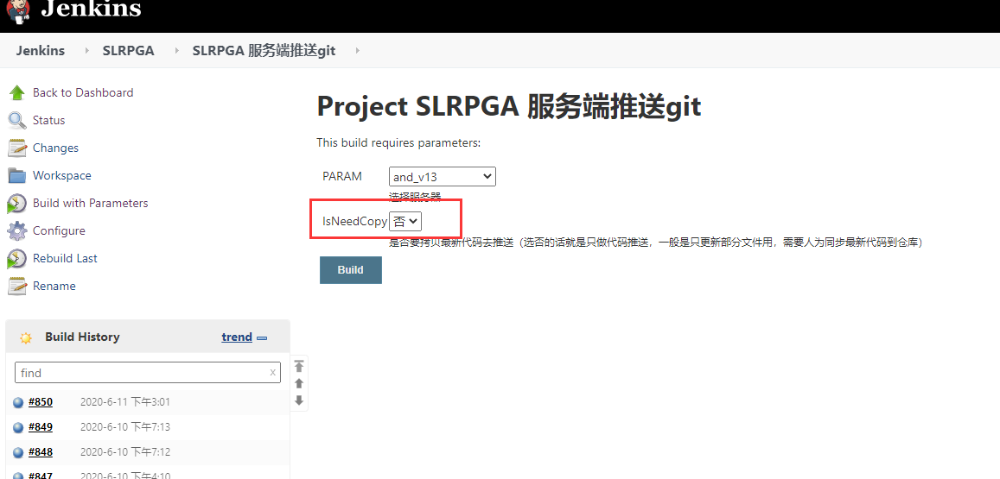 Jenkins
Jenkins SLRPGA SLRPGA 服务端推送git
Back to Dashboard
Status
Changes
Workspace
Build with Parameters
Configure
Rebuild Last
Rename
Project SLRPGA 服务端推送git
This build requires parameters:
PARAM and_v13
选择服务器
IsNeedCopy 否
是否要拷贝最新代码去推送（选否的话就是只做代码推送，一般是只更新部分文件用，需要人为同步最新代码到仓库）
Build
Build History trend
find x
#850 2020-6-11 下午3:01
#849 2020-6-10 下午7:13
#848 2020-6-10 下午7:12
#847 2020-6-10 下午4:10